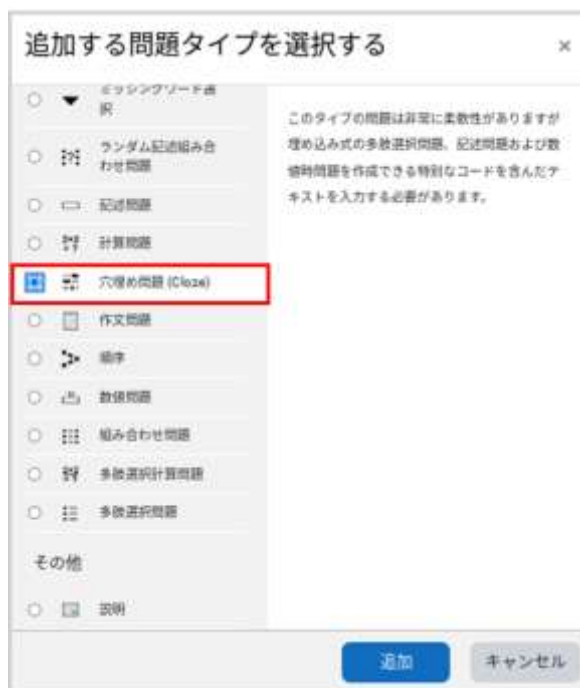 追加する問題タイプを選択する
×
ミッシングワード選
択
ランダム記述組み合
わせ問題
記述問題
計算問題
穴埋め問題 (Cloze)
作文問題
順序
数値問題
組み合わせ問題
多肢選択計算問題
多肢選択問題
その他
説明
このタイプの問題は非常に柔軟性がありますが
埋め込み式の多肢選択問題、記述問題および数
値時問題を作成できる特別なコードを含んだテ
キストを入力する必要があります。
追加
キャンセル